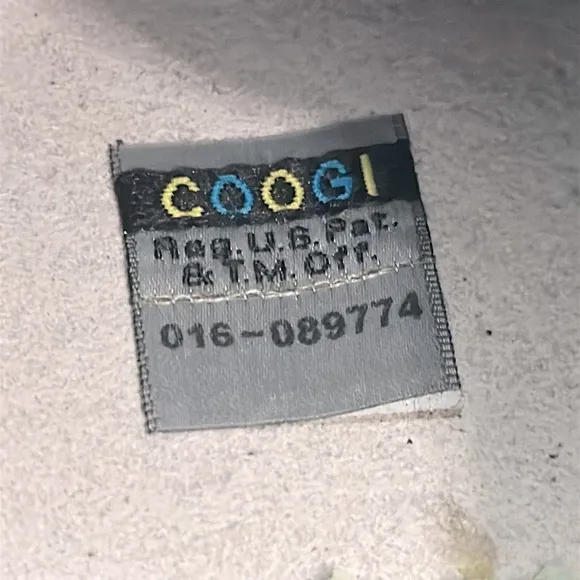 COOGI
Reg. U.S. Pat.
& T.M. Off.
016-089774